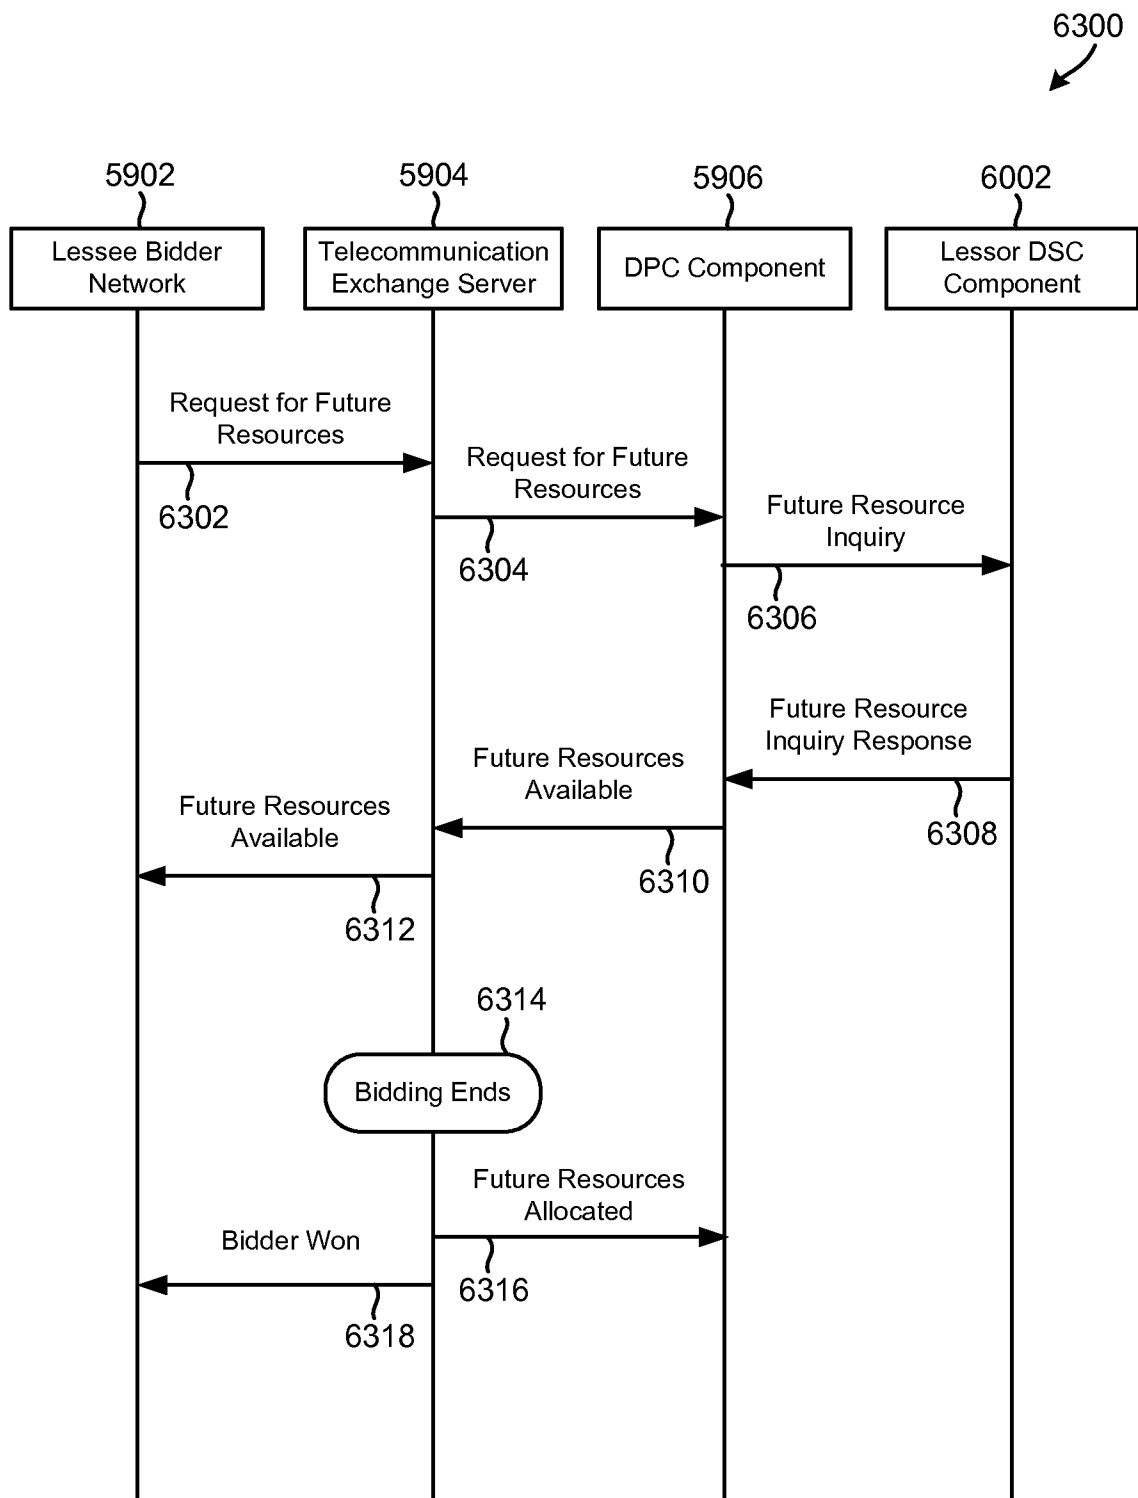 6300
5902
5904
5906
6002
Lessee Bidder
Network
Telecommunication
Exchange Server
DPC Component
Lessor DSC
Component
Request for Future
Resources
6302
Request for Future
Resources
6304
Future Resource
Inquiry
6306
Future Resource
Inquiry Response
6308
Future Resources
Available
6310
Future Resources
Available
6312
6314
Bidding Ends
Future Resources
Allocated
6316
Bidder Won
6318